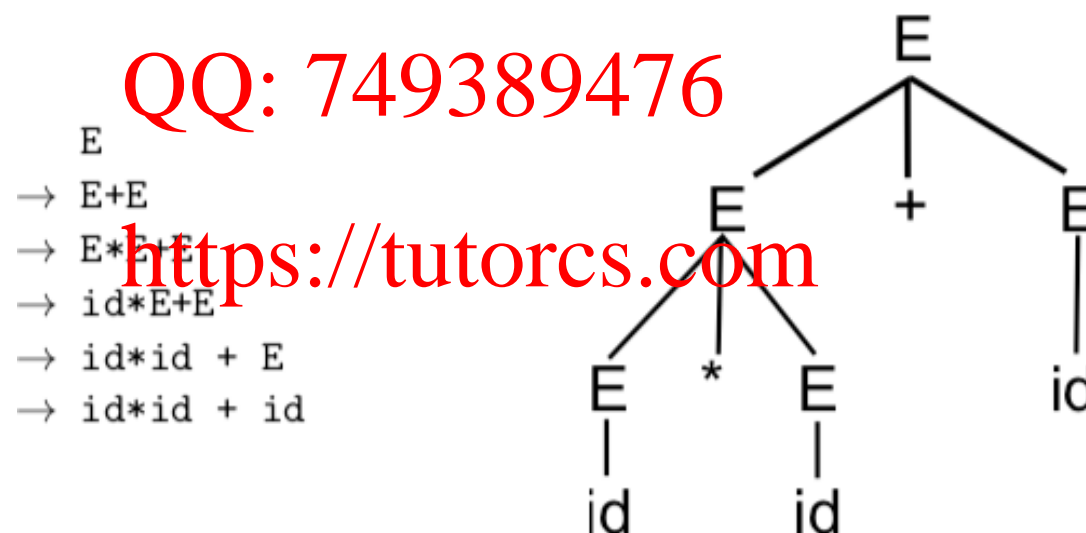 QQ: 749389476
E
→ E+E
→ E*E+E
https://tutorcs.com
→ id*E+E
→ id*id + E
→ id*id + id
E
E + E
E * E id
id id